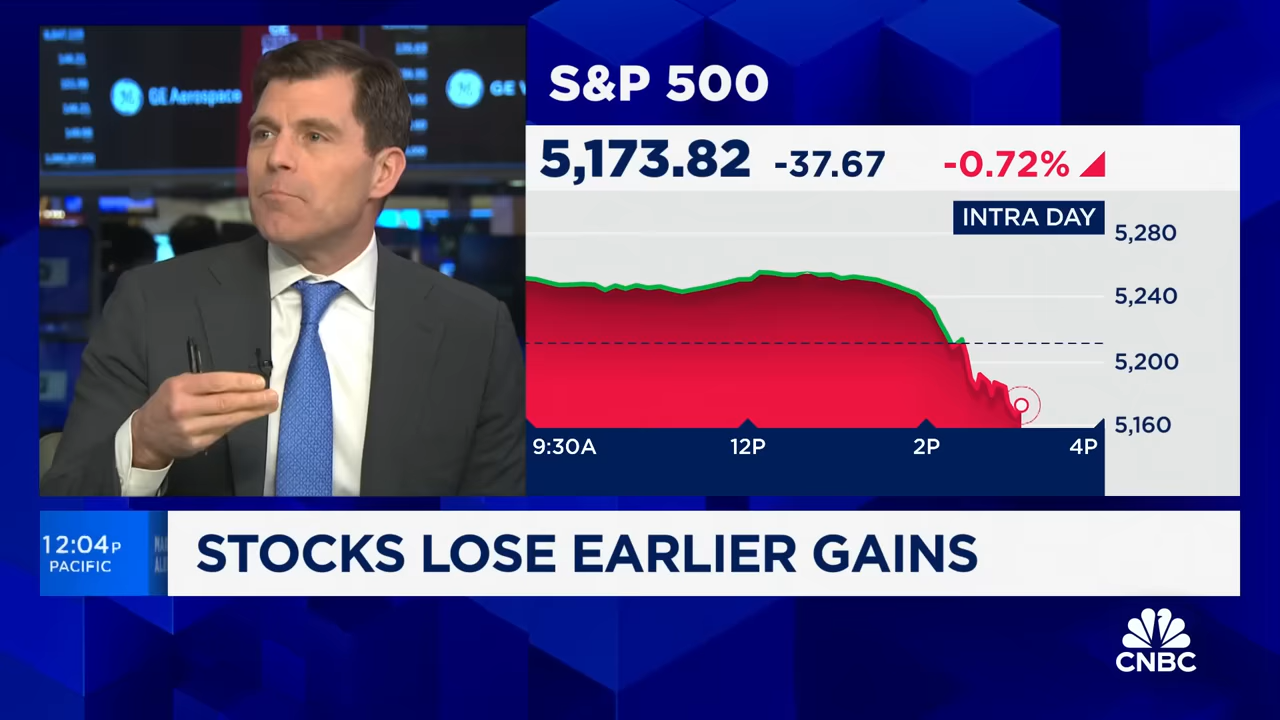 GE Aerospace
GE
S&P 500
5,173.82 -37.67 -0.72%
INTRA DAY
5,280
5,240
5,200
5,160
9:30A 12P 2P 4P
12:04P
PACIFIC
STOCKS LOSE EARLIER GAINS
CNBC